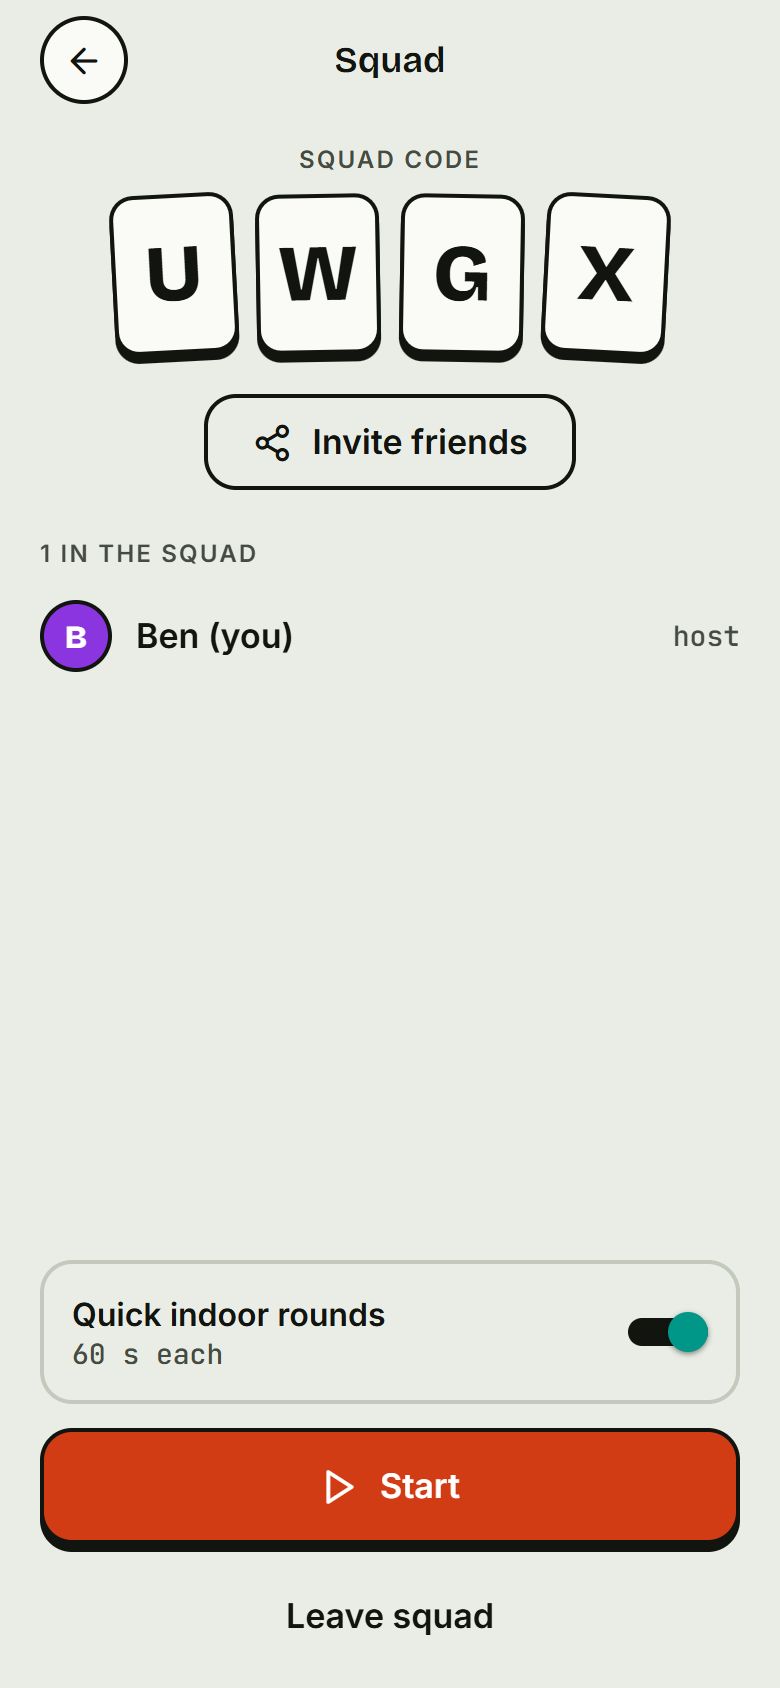 Squad
SQUAD CODE
U W G X
Invite friends
1 IN THE SQUAD
B Ben (you) host
Quick indoor rounds
60 s each
Start
Leave squad